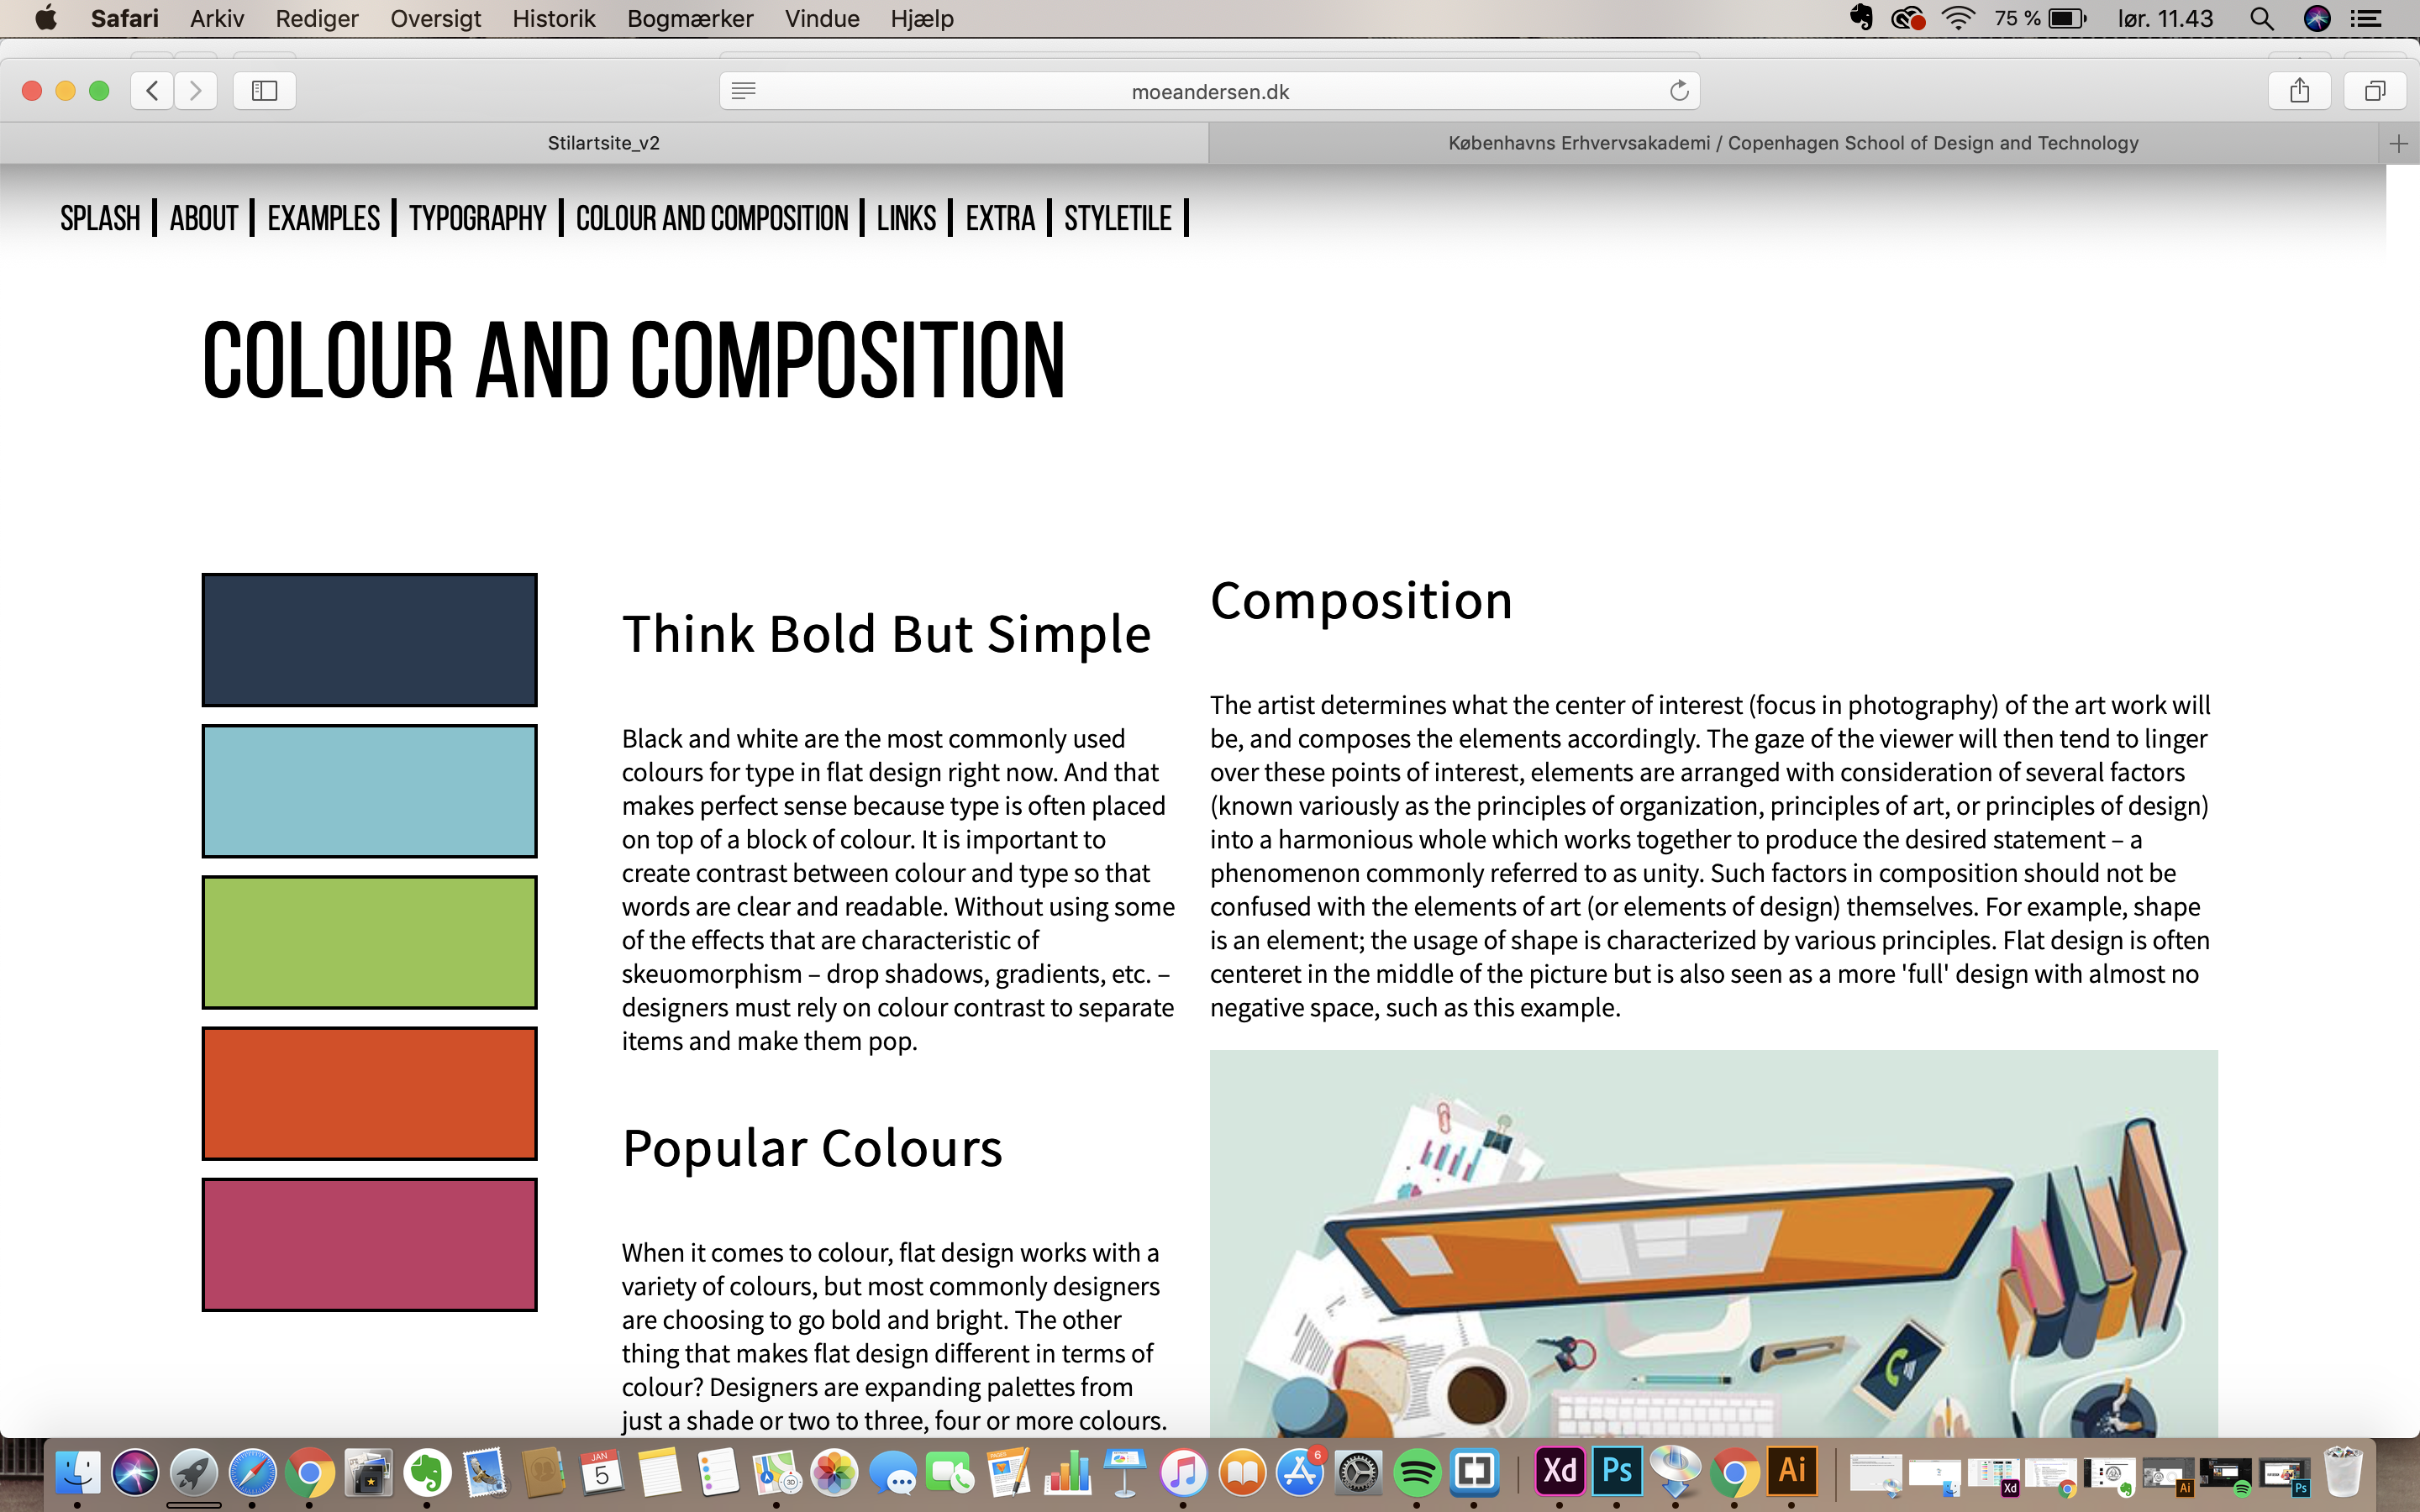 Safari Arkiv Rediger Oversigt Historik Bogmærker Vindue Hjælp 75 % lør. 11.43
moeandersen.dk
Stilartsite_v2 Københavns Erhvervsakademi / Copenhagen School of Design and Technology
SPLASH | ABOUT | EXAMPLES | TYPOGRAPHY | COLOUR AND COMPOSITION | LINKS | EXTRA | STYLETILE |
COLOUR AND COMPOSITION
Think Bold But Simple
Black and white are the most commonly used
colours for type in flat design right now. And that
makes perfect sense because type is often placed
on top of a block of colour. It is important to
create contrast between colour and type so that
words are clear and readable. Without using some
of the effects that are characteristic of
skeuomorphism – drop shadows, gradients, etc. –
designers must rely on colour contrast to separate
items and make them pop.
Popular Colours
When it comes to colour, flat design works with a
variety of colours, but most commonly designers
are choosing to go bold and bright. The other
thing that makes flat design different in terms of
colour? Designers are expanding palettes from
just a shade or two to three, four or more colours.
Composition
The artist determines what the center of interest (focus in photography) of the art work will
be, and composes the elements accordingly. The gaze of the viewer will then tend to linger
over these points of interest, elements are arranged with consideration of several factors
(known variously as the principles of organization, principles of art, or principles of design)
into a harmonious whole which works together to produce the desired statement – a
phenomenon commonly referred to as unity. Such factors in composition should not be
confused with the elements of art (or elements of design) themselves. For example, shape
is an element; the usage of shape is characterized by various principles. Flat design is often
centeret in the middle of the picture but is also seen as a more 'full' design with almost no
negative space, such as this example.
JAN
5
3D
6
Xd Ps Ai
Xd Ai Ps